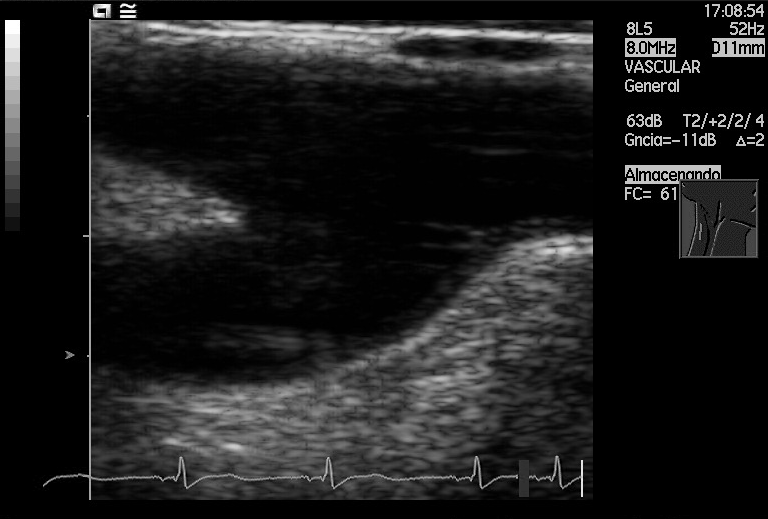 17:08:54
8L5 52Hz
8.0MHz D11mm
VASCULAR
General
63dB T2/+2/2/ 4
Gncia=-11dB Δ=2
Almacenando
FC= 61